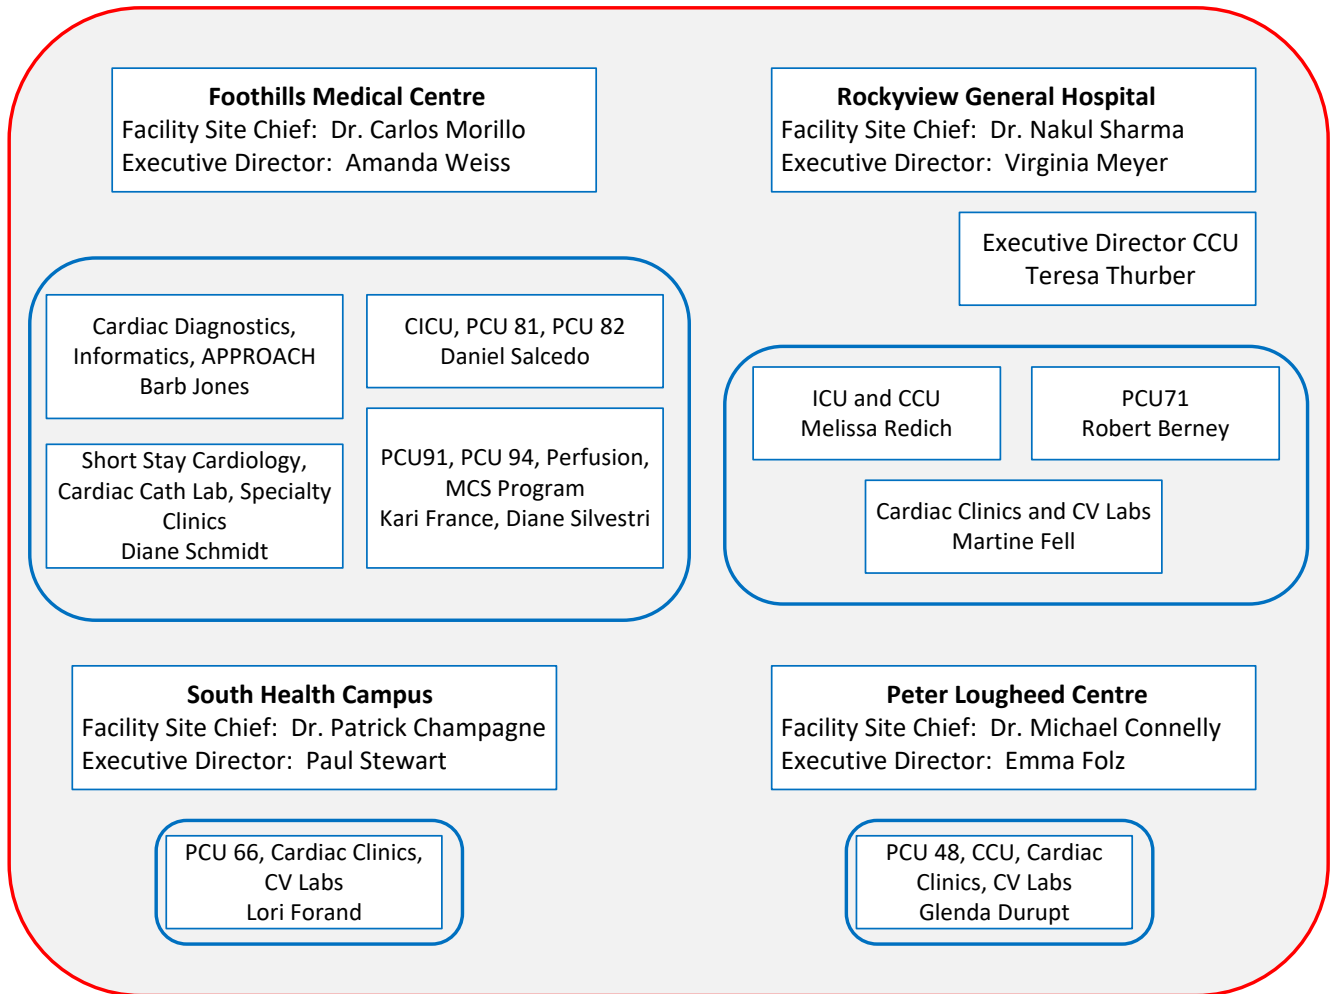 Foothills Medical Centre
Facility Site Chief:  Dr. Carlos Morillo
Executive Director:  Amanda Weiss
Rockyview General Hospital
Facility Site Chief:  Dr. Nakul Sharma
Executive Director:  Virginia Meyer
Executive Director CCU
Teresa Thurber
Cardiac Diagnostics,
Informatics, APPROACH
Barb Jones
CICU, PCU 81, PCU 82
Daniel Salcedo
Short Stay Cardiology,
Cardiac Cath Lab, Specialty
Clinics
Diane Schmidt
PCU91, PCU 94, Perfusion,
MCS Program
Kari France, Diane Silvestri
ICU and CCU
Melissa Redich
PCU71
Robert Berney
Cardiac Clinics and CV Labs
Martine Fell
South Health Campus
Facility Site Chief:  Dr. Patrick Champagne
Executive Director:  Paul Stewart
Peter Lougheed Centre
Facility Site Chief:  Dr. Michael Connelly
Executive Director:  Emma Folz
PCU 66, Cardiac Clinics,
CV Labs
Lori Forand
PCU 48, CCU, Cardiac
Clinics, CV Labs
Glenda Durupt